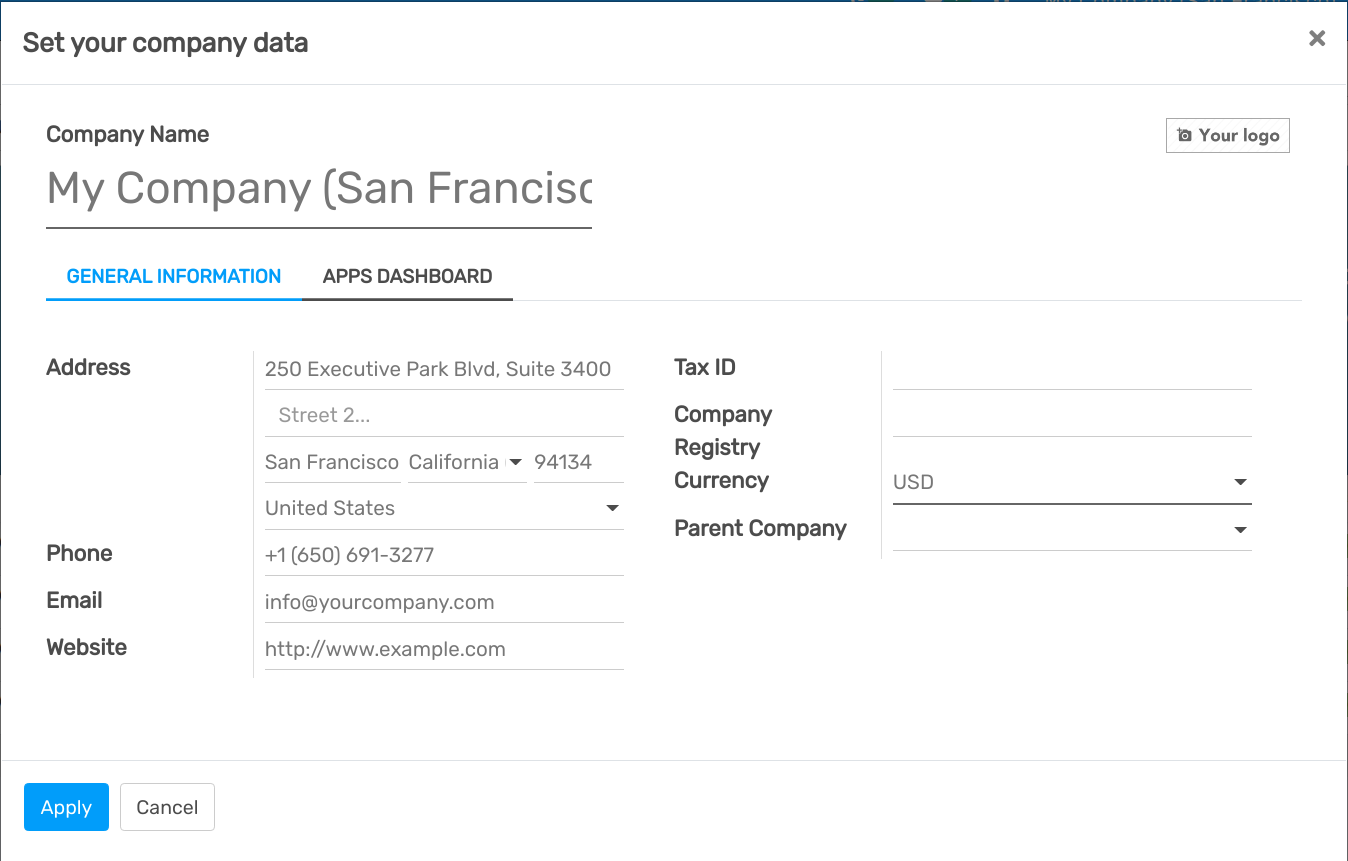 Set your company data
Company Name
Your logo
My Company (San Francisc
GENERAL INFORMATION APPS DASHBOARD
Address
250 Executive Park Blvd, Suite 3400
Street 2...
San Francisco California 94134
United States
Phone
+1 (650) 691-3277
Email
info@yourcompany.com
Website
http://www.example.com
Tax ID
Company
Registry
Currency
USD
Parent Company
Apply Cancel